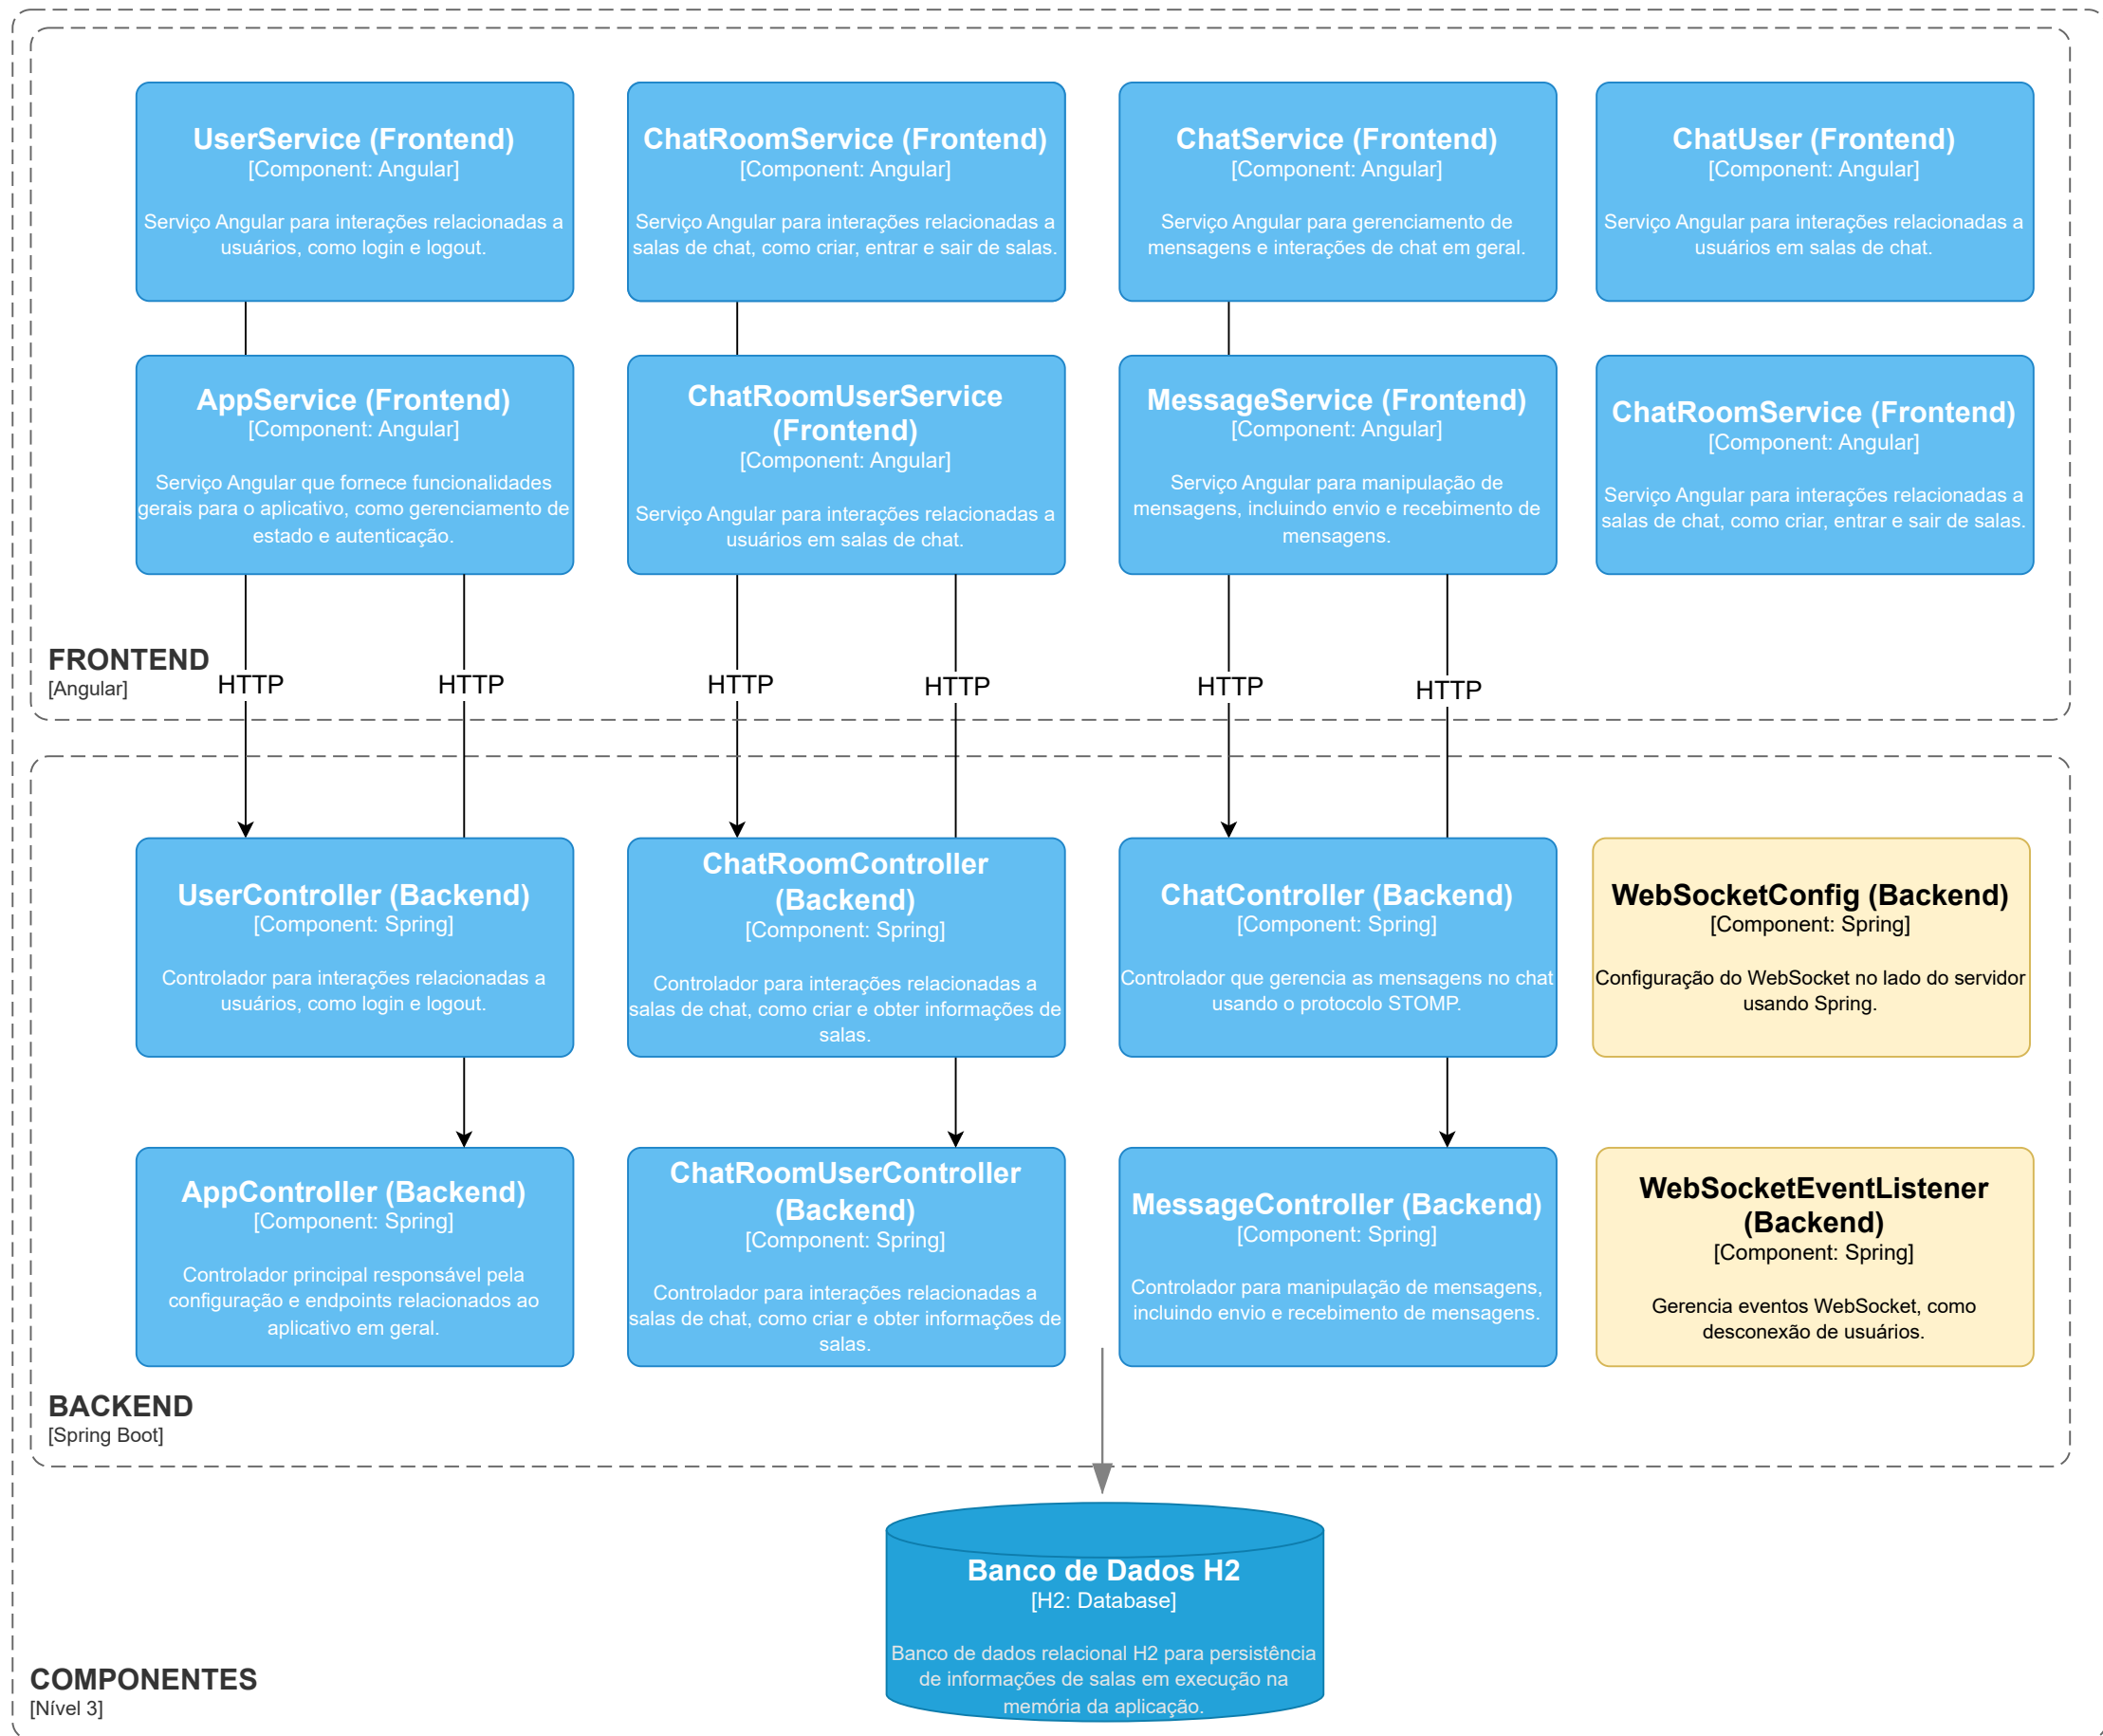 UserService (Frontend)
[Component: Angular]
Serviço Angular para interações relacionadas a
usuários, como login e logout.
ChatRoomService (Frontend)
[Component: Angular]
Serviço Angular para interações relacionadas a
salas de chat, como criar, entrar e sair de salas.
ChatService (Frontend)
[Component: Angular]
Serviço Angular para gerenciamento de
mensagens e interações de chat em geral.
ChatUser (Frontend)
[Component: Angular]
Serviço Angular para interações relacionadas a
usuários em salas de chat.
AppService (Frontend)
[Component: Angular]
Serviço Angular que fornece funcionalidades
gerais para o aplicativo, como gerenciamento de
estado e autenticação.
ChatRoomUserService
(Frontend)
[Component: Angular]
Serviço Angular para interações relacionadas a
usuários em salas de chat.
MessageService (Frontend)
[Component: Angular]
Serviço Angular para manipulação de
mensagens, incluindo envio e recebimento de
mensagens.
ChatRoomService (Frontend)
[Component: Angular]
Serviço Angular para interações relacionadas a
salas de chat, como criar, entrar e sair de salas.
FRONTEND
[Angular]
HTTP
HTTP
HTTP
HTTP
HTTP
HTTP
UserController (Backend)
[Component: Spring]
Controlador para interações relacionadas a
usuários, como login e logout.
ChatRoomController
(Backend)
[Component: Spring]
Controlador para interações relacionadas a
salas de chat, como criar e obter informações de
salas.
ChatController (Backend)
[Component: Spring]
Controlador que gerencia as mensagens no chat
usando o protocolo STOMP.
WebSocketConfig (Backend)
[Component: Spring]
Configuração do WebSocket no lado do servidor
usando Spring.
AppController (Backend)
[Component: Spring]
Controlador principal responsável pela
configuração e endpoints relacionados ao
aplicativo em geral.
ChatRoomUserController
(Backend)
[Component: Spring]
Controlador para interações relacionadas a
salas de chat, como criar e obter informações de
salas.
MessageController (Backend)
[Component: Spring]
Controlador para manipulação de mensagens,
incluindo envio e recebimento de mensagens.
WebSocketEventListener
(Backend)
[Component: Spring]
Gerencia eventos WebSocket, como
desconexão de usuários.
BACKEND
[Spring Boot]
Banco de Dados H2
[H2: Database]
Banco de dados relacional H2 para persistência
de informações de salas em execução na
memória da aplicação.
COMPONENTES
[Nível 3]